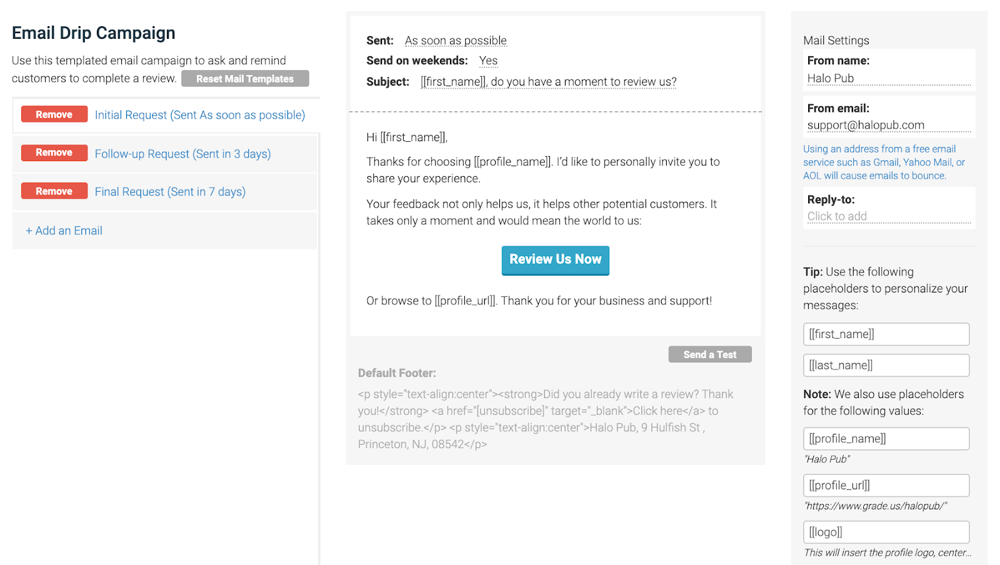 Email Drip Campaign
Use this templated email campaign to ask and remind
customers to complete a review. Reset Mail Templates
Remove Initial Request (Sent As soon as possible)
Remove Follow-up Request (Sent in 3 days)
Remove Final Request (Sent in 7 days)
+ Add an Email
Sent: As soon as possible
Send on weekends: Yes
Subject: [[first_name]], do you have a moment to review us?
Hi [[first_name]],
Thanks for choosing [[profile_name]]. I’d like to personally invite you to
share your experience.
Your feedback not only helps us, it helps other potential customers. It
takes only a moment and would mean the world to us:
Review Us Now
Or browse to [[profile_url]]. Thank you for your business and support!
Send a Test
Default Footer:
<p style="text-align:center"><strong>Did you already write a review? Thank
you!</strong> <a href="[unsubscribe]" target="_blank">Click here</a> to
unsubscribe.</p> <p style="text-align:center">Halo Pub, 9 Hulfish St ,
Princeton, NJ, 08542</p>
Mail Settings
From name:
Halo Pub
From email:
support@halopub.com
Using an address from a free email
service such as Gmail, Yahoo Mail, or
AOL will cause emails to bounce.
Reply-to:
Click to add
Tip: Use the following
placeholders to personalize your
messages:
[[first_name]]
[[last_name]]
Note: We also use placeholders
for the following values:
[[profile_name]]
"Halo Pub"
[[profile_url]]
"https://www.grade.us/halopub/"
[[logo]]
This will insert the profile logo, center...